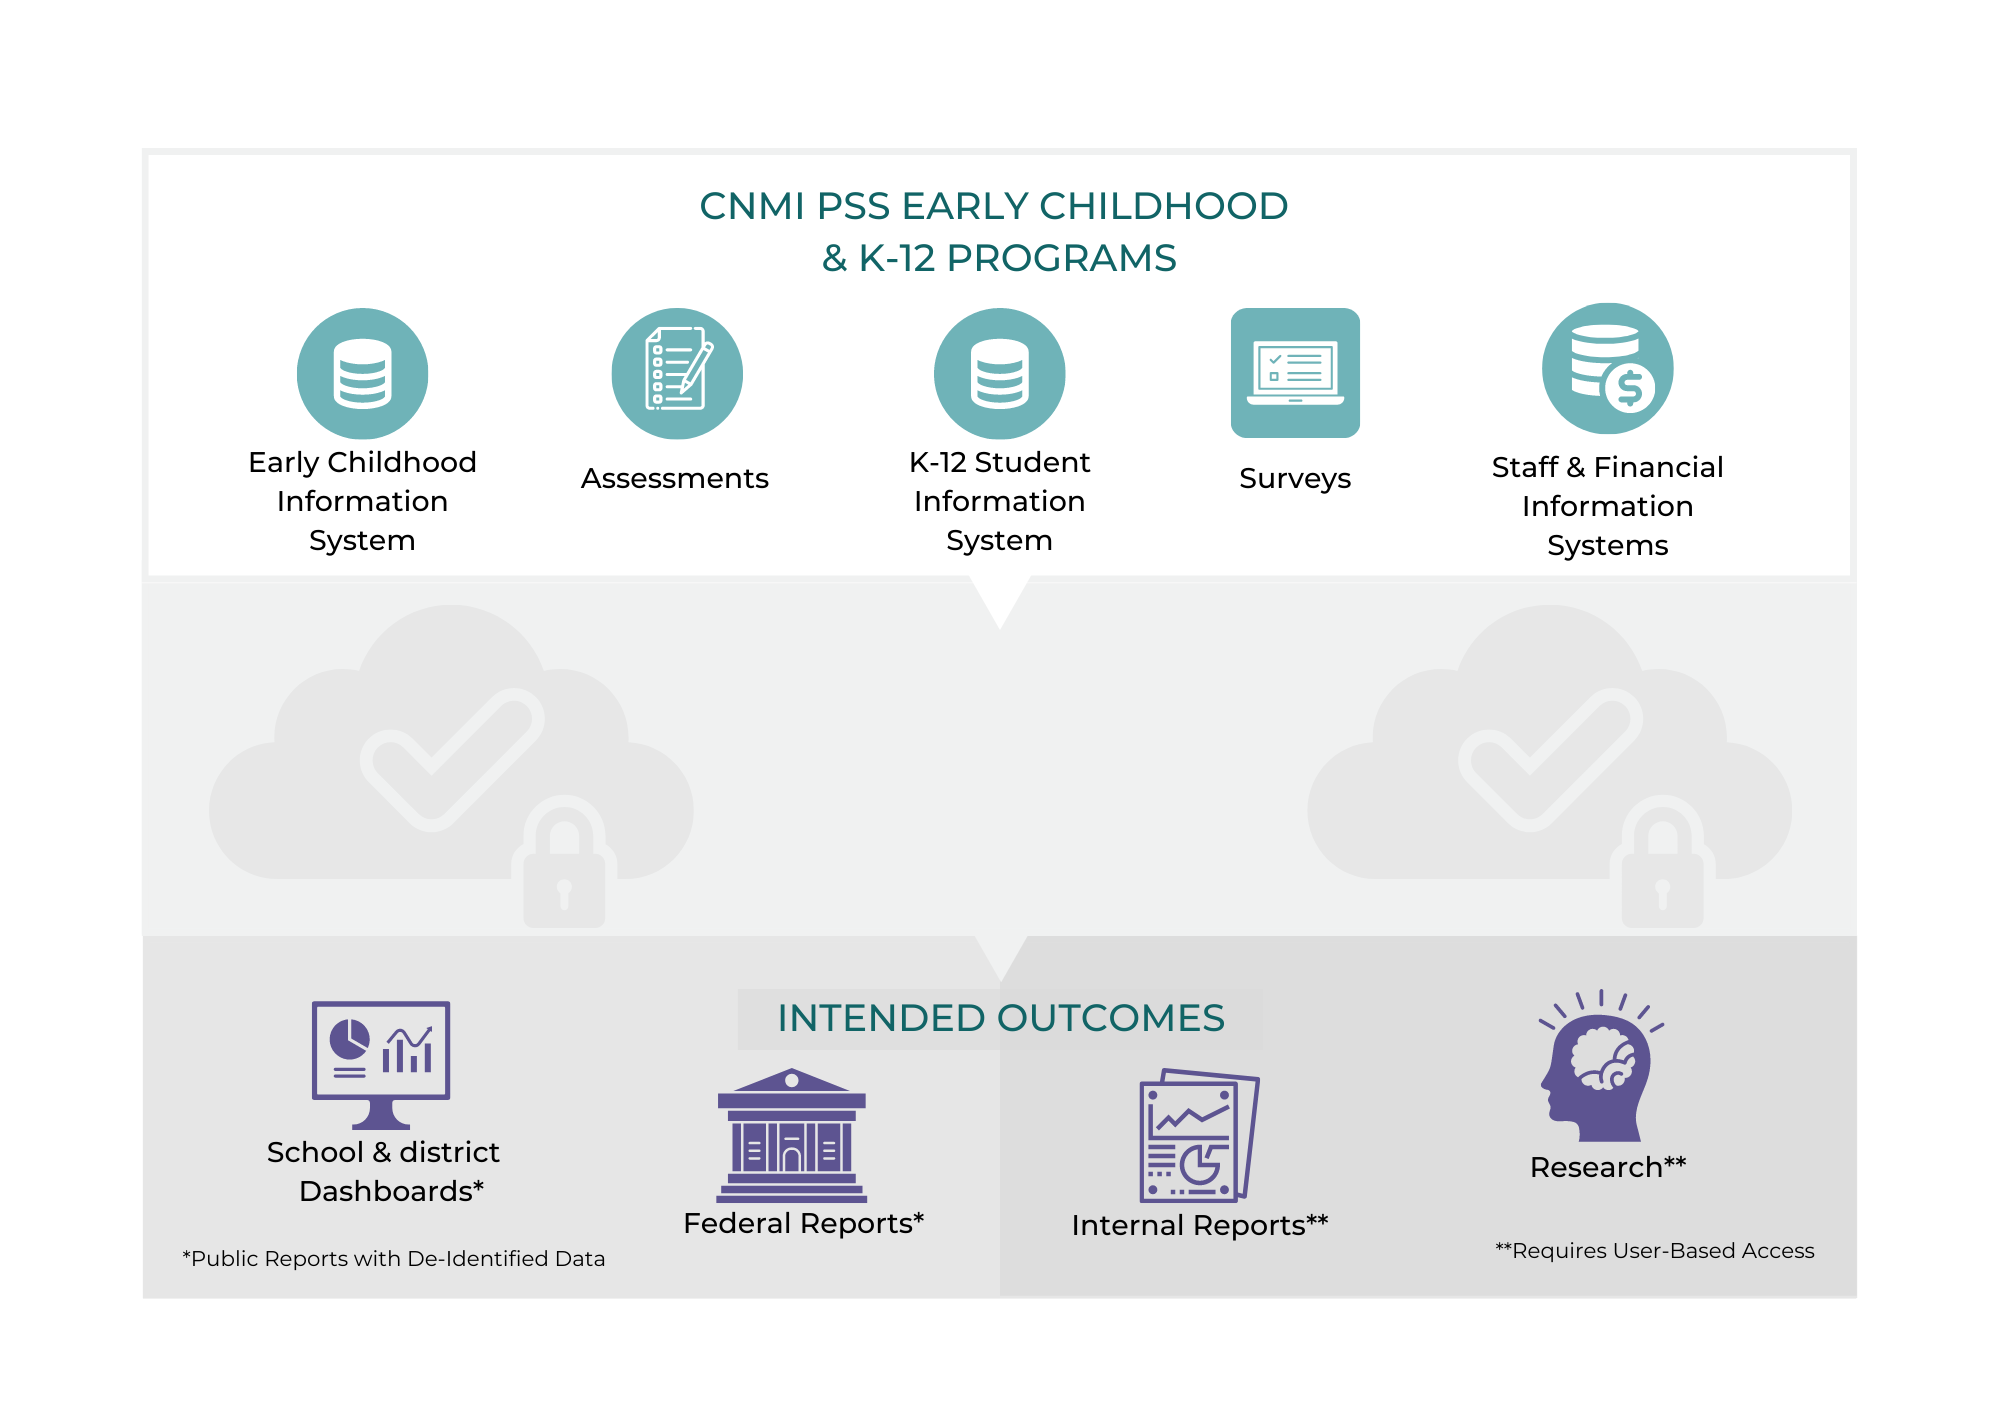 CNMI PSS EARLY CHILDHOOD
& K-12 PROGRAMS
Early Childhood
Information
System
Assessments
K-12 Student
Information
System
Surveys
Staff & Financial
Information
Systems
INTENDED OUTCOMES
School & district
Dashboards*
Federal Reports*
Internal Reports**
Research**
*Public Reports with De-Identified Data
**Requires User-Based Access